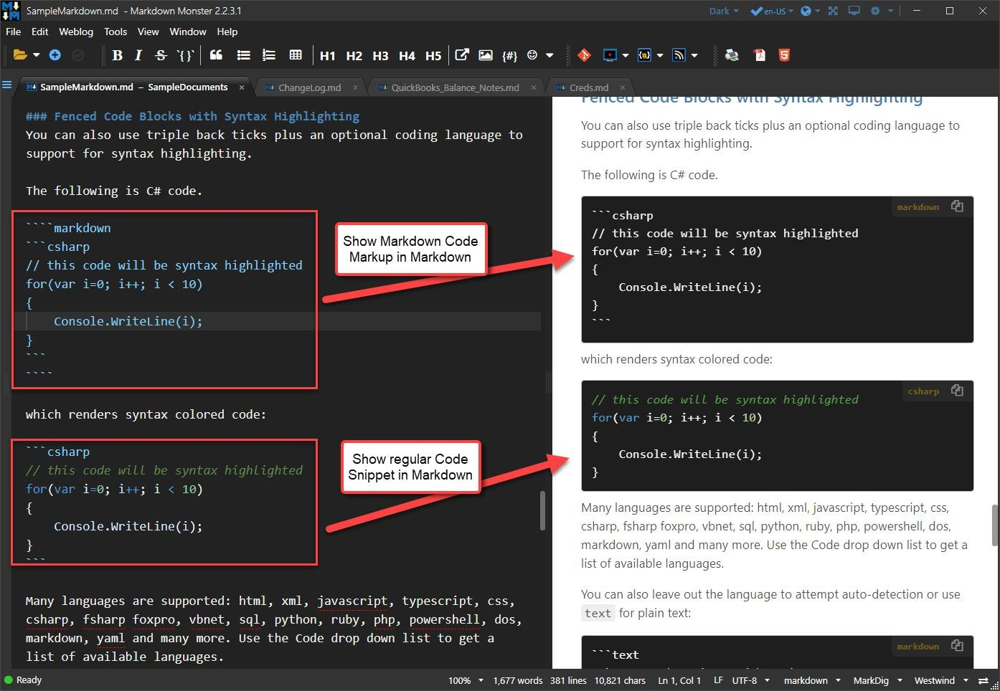 SampleMarkdown.md - Markdown Monster 2.2.3.1
Dark
en-US
File Edit Weblog Tools View Window Help
B I S `{}` H1 H2 H3 H4 H5 {#} {#}
SampleMarkdown.md – SampleDocuments × ChangeLog.md × QuickBooks_Balance_Notes.md × Creds.md ×
### Fenced Code Blocks with Syntax Highlighting
You can also use triple back ticks plus an optional coding language to
support for syntax highlighting.
The following is C# code.
````markdown
```csharp
// this code will be syntax highlighted
for(var i=0; i++; i < 10)
{
    Console.WriteLine(i);
}
```
````
which renders syntax colored code:
```csharp
// this code will be syntax highlighted
for(var i=0; i++; i < 10)
{
    Console.WriteLine(i);
}
```
Many languages are supported: html, xml, javascript, typescript, css,
csharp, fsharp foxpro, vbnet, sql, python, ruby, php, powershell, dos,
markdown, yaml and many more. Use the Code drop down list to get a
list of available languages.
Show Markdown Code
Markup in Markdown
Show regular Code
Snippet in Markdown
Fenced Code Blocks with Syntax Highlighting
You can also use triple back ticks plus an optional coding language to
support for syntax highlighting.
The following is C# code.
markdown
```csharp
// this code will be syntax highlighted
for(var i=0; i++; i < 10)
{
    Console.WriteLine(i);
}
```
which renders syntax colored code:
csharp
// this code will be syntax highlighted
for(var i=0; i++; i < 10)
{
    Console.WriteLine(i);
}
Many languages are supported: html, xml, javascript, typescript, css,
csharp, fsharp foxpro, vbnet, sql, python, ruby, php, powershell, dos,
markdown, yaml and many more. Use the Code drop down list to get a
list of available languages.
You can also leave out the language to attempt auto-detection or use
text for plain text:
markdown
```text
Ready
100% 1,677 words 381 lines 10,821 chars Ln 1, Col 1 LF UTF-8 markdown MarkDig Westwind